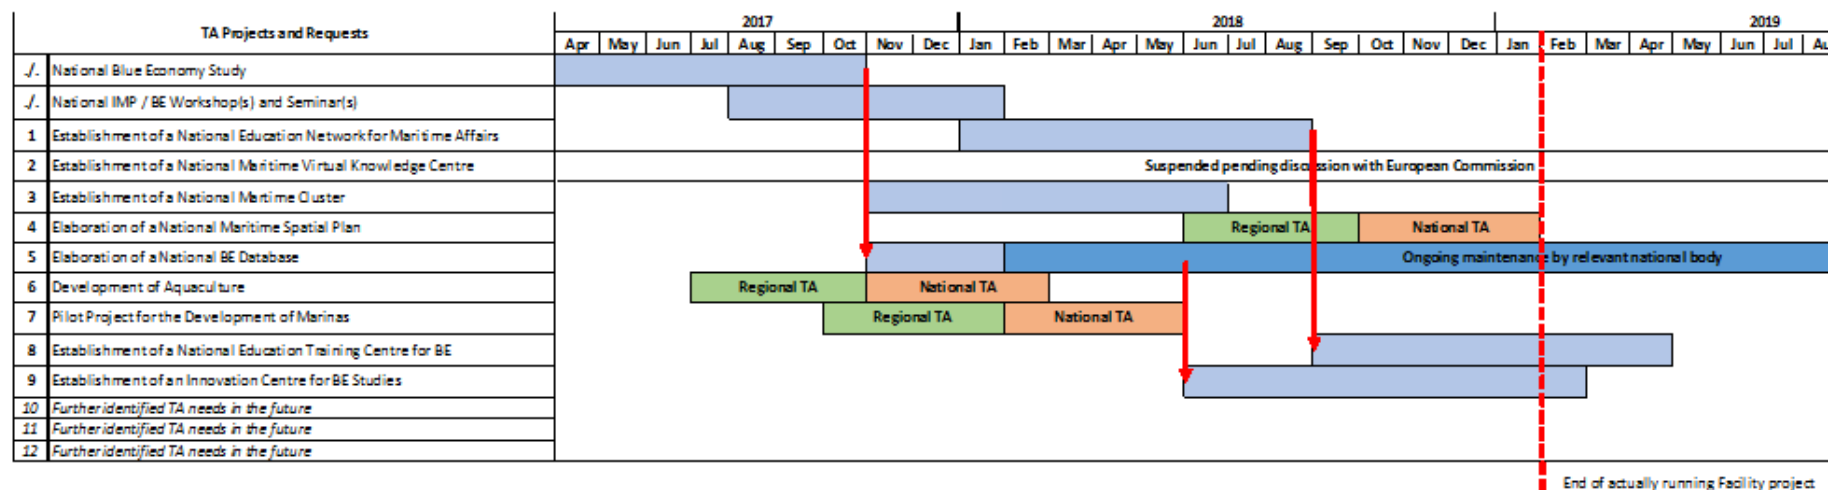 TA Projects and Requests 2017 2018 2019
Apr May Jun Jul Aug Sep Oct Nov Dec Jan Feb Mar Apr May Jun Jul Aug Sep Oct Nov Dec Jan Feb Mar Apr May Jun Jul
./. National Blue Economy Study
./. National IMP / BE Workshop(s) and Seminar(s)
1 Establishment of a National Education Network for Maritime Affairs
2 Establishment of a National Maritime Virtual Knowledge Centre Suspended pending discussion with European Commission
3 Establishment of a National Martime Cluster
4 Elaboration of a National Maritime Spatial Plan Regional TA National TA
5 Elaboration of a National BE Database Ongoing maintenance by relevant national body
6 Development of Aquaculture Regional TA National TA
7 Pilot Project for the Development of Marinas Regional TA National TA
8 Establishment of a National Education Training Centre for BE
9 Establishment of an Innovation Centre for BE Studies
10 Further identified TA needs in the future
11 Further identified TA needs in the future
12 Further identified TA needs in the future
End of actually running Facility project